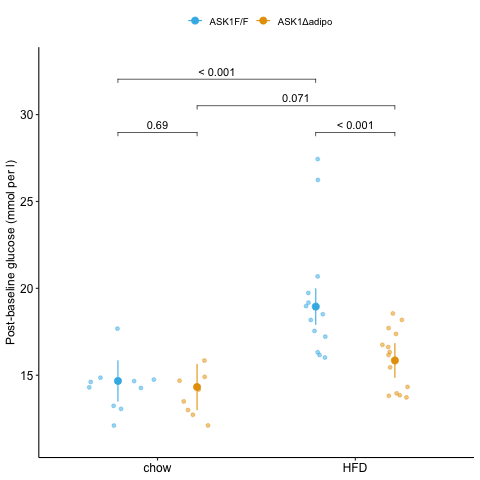 ASK1F/F ASK1Δadipo
< 0.001
0.071
0.69 < 0.001
Post-baseline glucose (mmol per l)
30
25
20
15
chow HFD